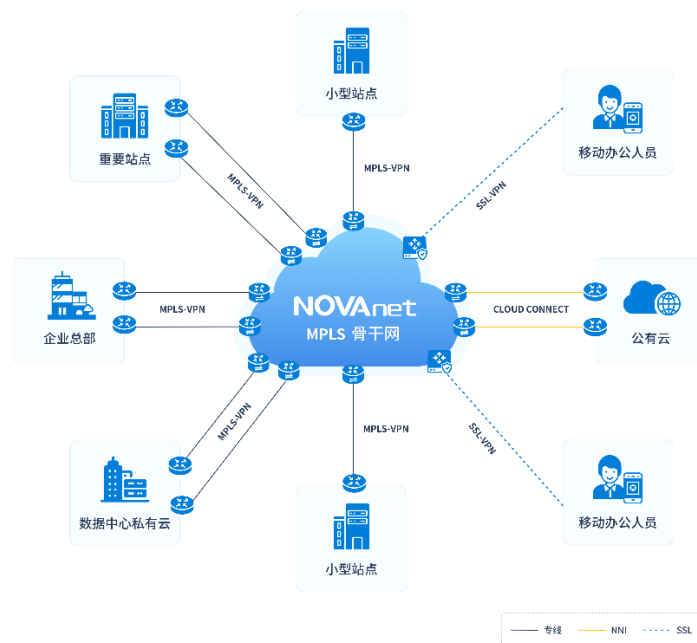 小型站点
重要站点
移动办公人员
MPLS-VPN
MPLS-VPN
SSL-VPN
NOVAnet
MPLS 骨干网
企业总部
MPLS-VPN
CLOUD CONNECT
公有云
MPLS-VPN
MPLS-VPN
SSL-VPN
数据中心私有云
小型站点
移动办公人员
专线
NNI
SSL